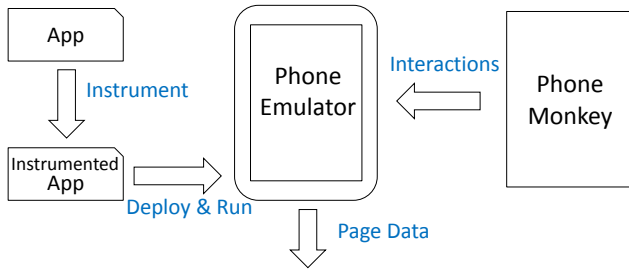 App
Instrument
Instrumented
App
Deploy & Run
Phone
Emulator
Interactions
Phone
Monkey
Page Data